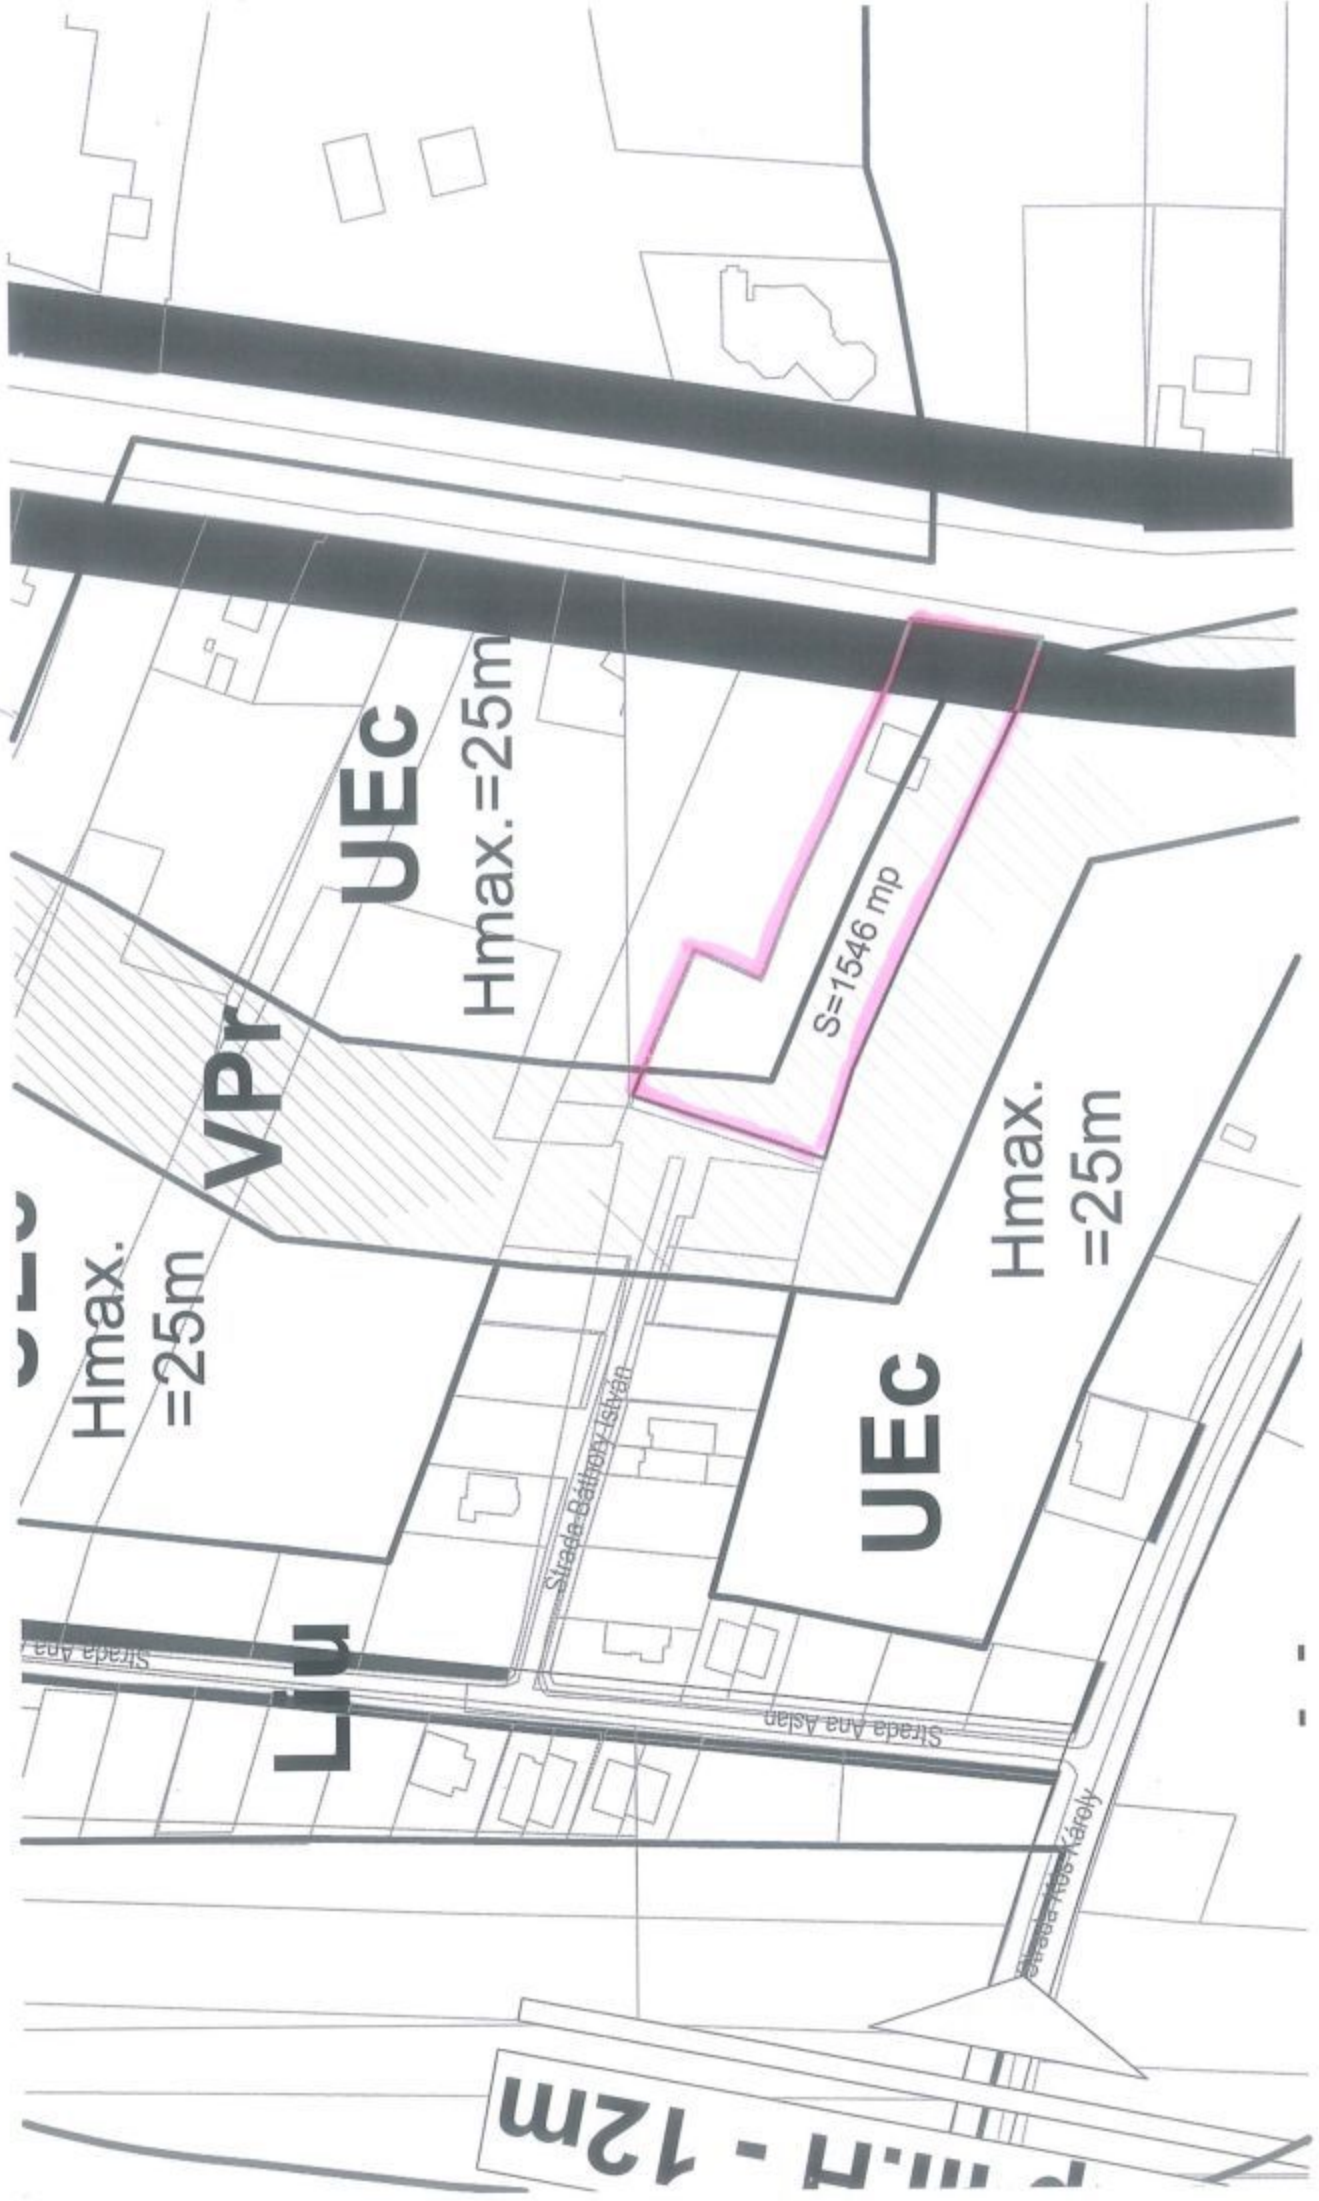 UEc
Hmax.=25m
S=1546 mp
VPr
Hmax.
=25m
Hmax.
=25m
UEc
Strada Báthory István
Liu
Strada Ana
Strada Ana Aslan
Strada Kós Károly
- 12m